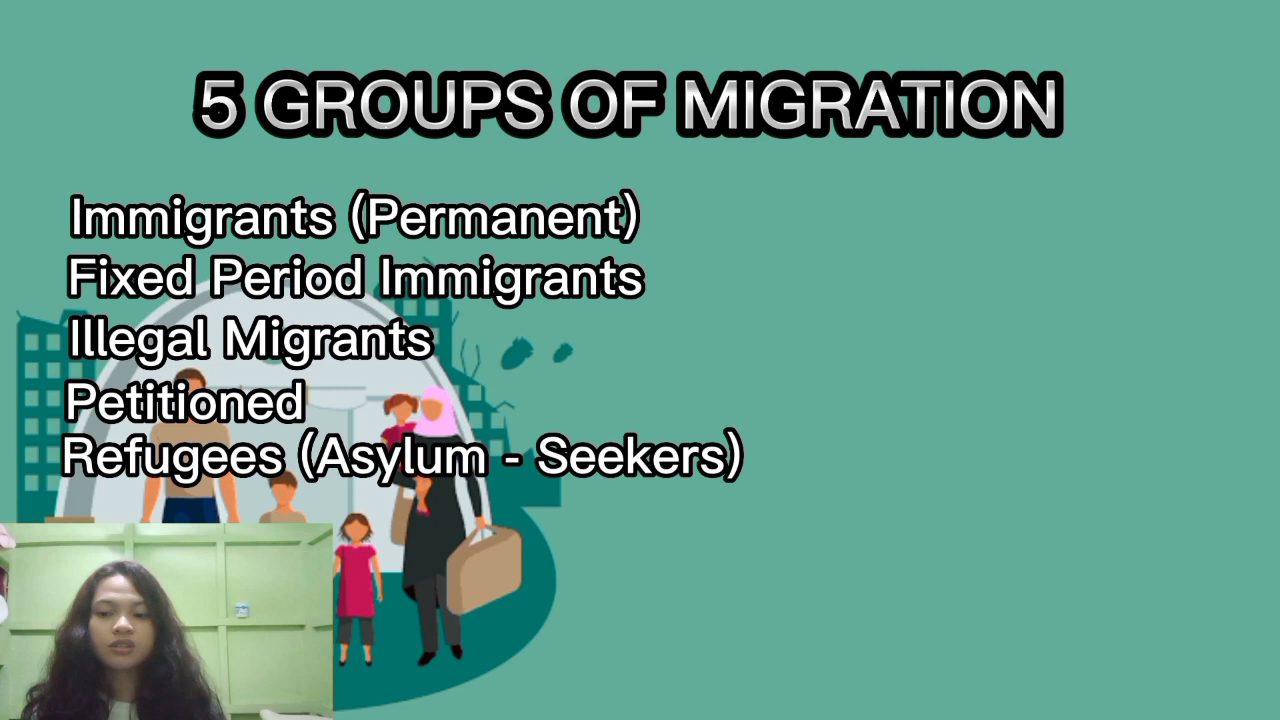 5 GROUPS OF MIGRATION
Immigrants (Permanent)
Fixed Period Immigrants
Illegal Migrants
Petitioned
Refugees (Asylum - Seekers)